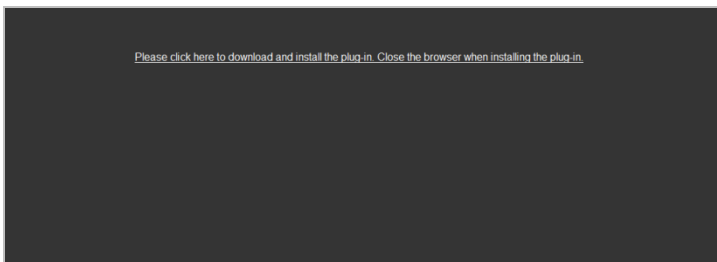 Please click here to download and install the plug-in. Close the browser when installing the plug-in.